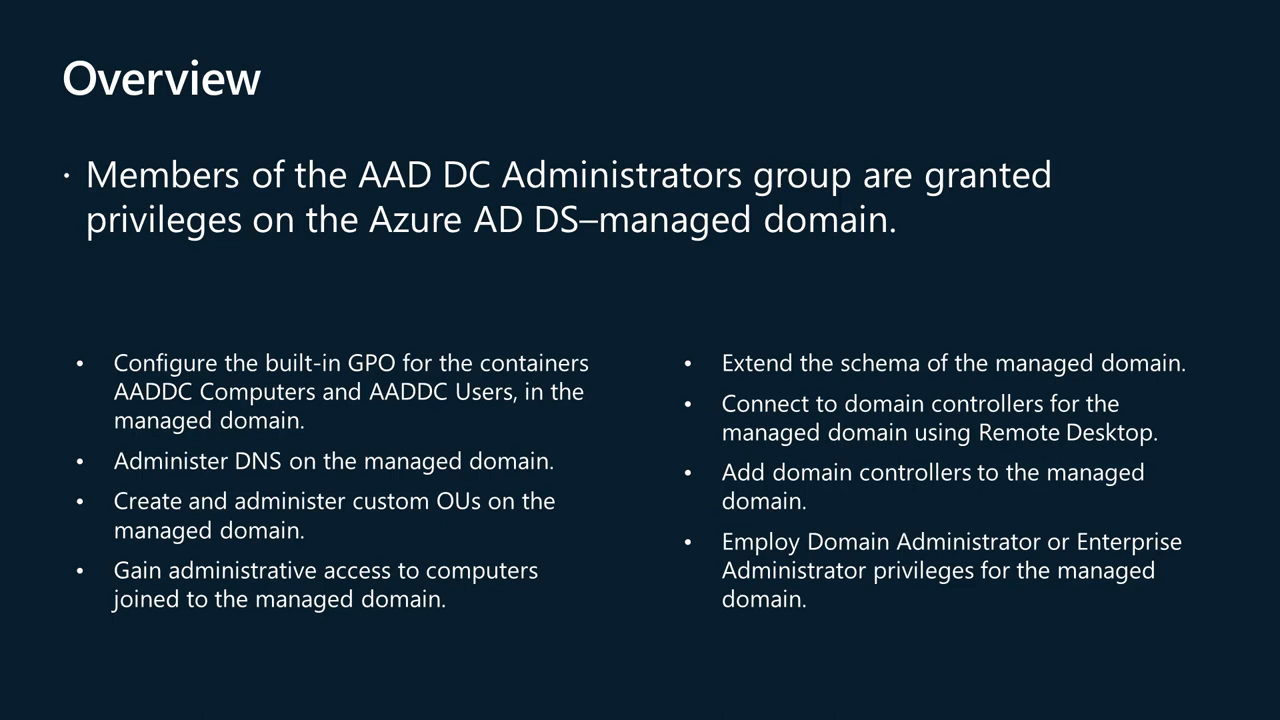 Overview
· Members of the AAD DC Administrators group are granted
privileges on the Azure AD DS–managed domain.
• Configure the built-in GPO for the containers
AADDC Computers and AADDC Users, in the
managed domain.
• Administer DNS on the managed domain.
• Create and administer custom OUs on the
managed domain.
• Gain administrative access to computers
joined to the managed domain.
• Extend the schema of the managed domain.
• Connect to domain controllers for the
managed domain using Remote Desktop.
• Add domain controllers to the managed
domain.
• Employ Domain Administrator or Enterprise
Administrator privileges for the managed
domain.